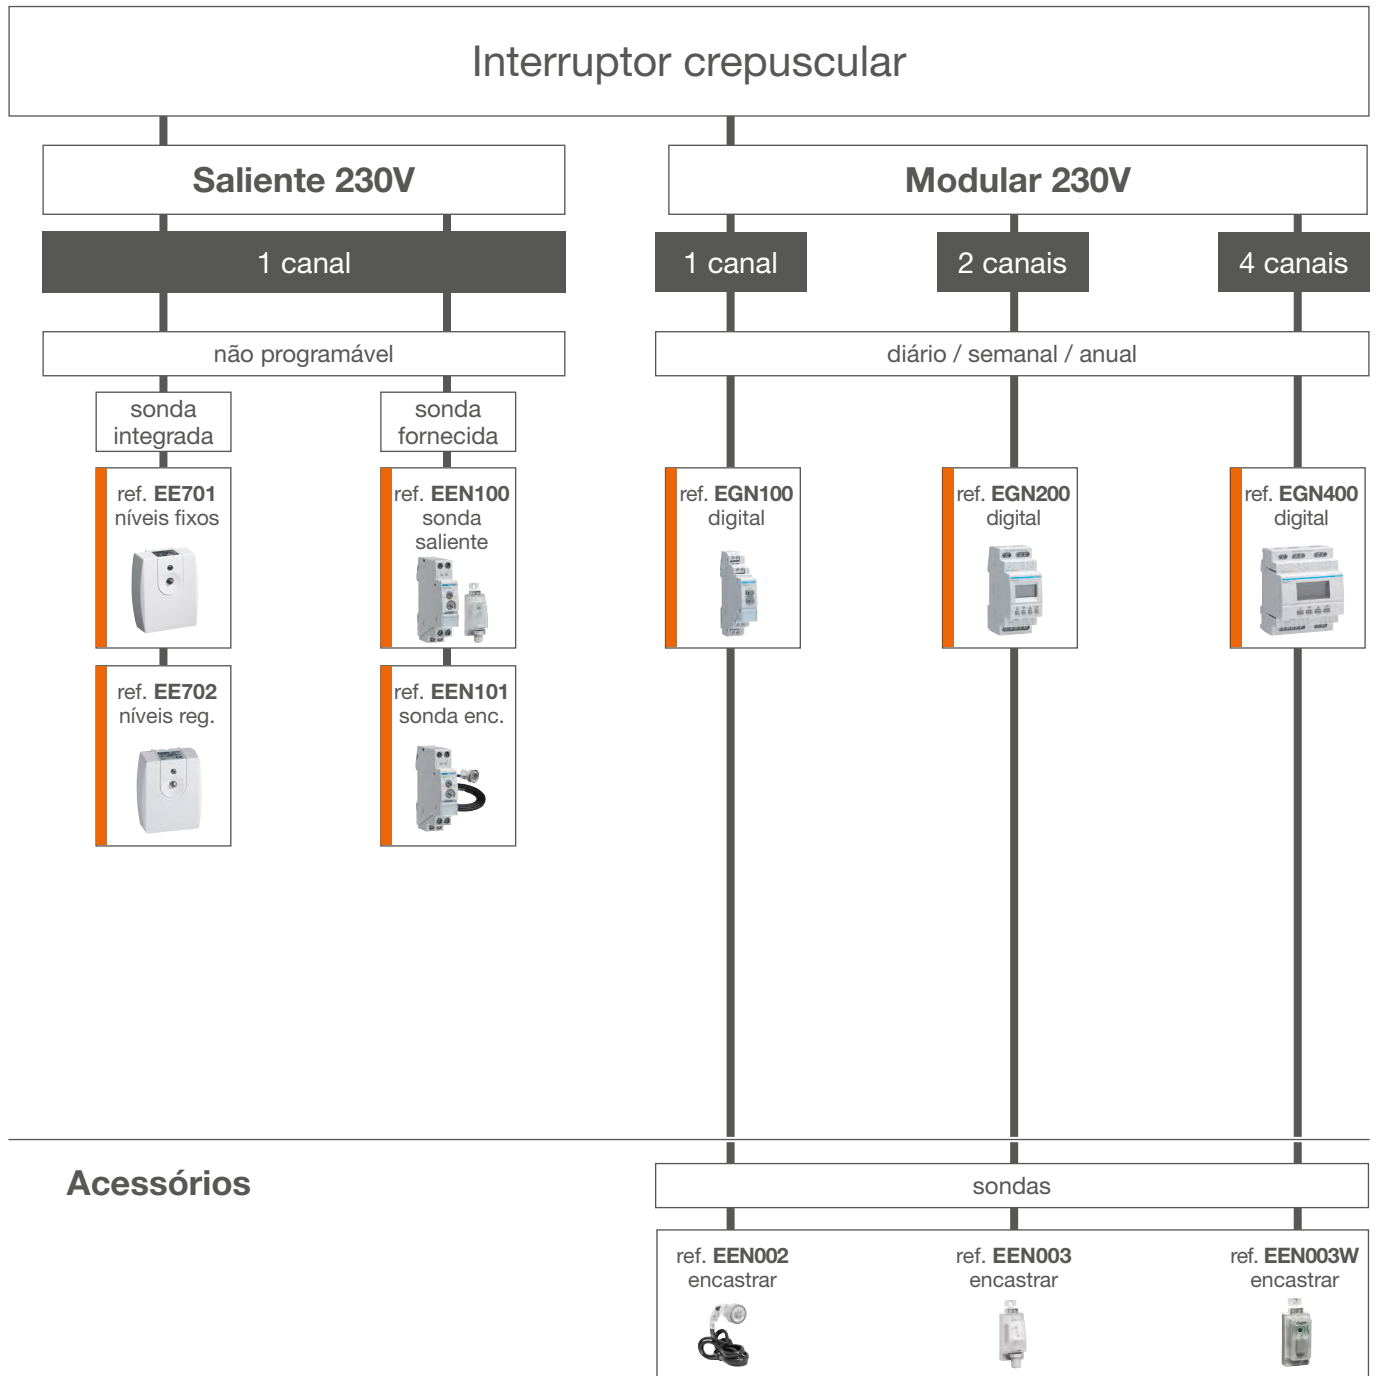 Interruptor crepuscular
Saliente 230V
Modular 230V
1 canal
1 canal
2 canais
4 canais
não programável
diário / semanal / anual
sonda
integrada
sonda
fornecida
ref. EE701
níveis fixos
ref. EEN100
sonda
saliente
ref. EGN100
digital
ref. EGN200
digital
ref. EGN400
digital
ref. EE702
níveis reg.
ref. EEN101
sonda enc.
Acessórios
sondas
ref. EEN002
encastrar
ref. EEN003
encastrar
ref. EEN003W
encastrar